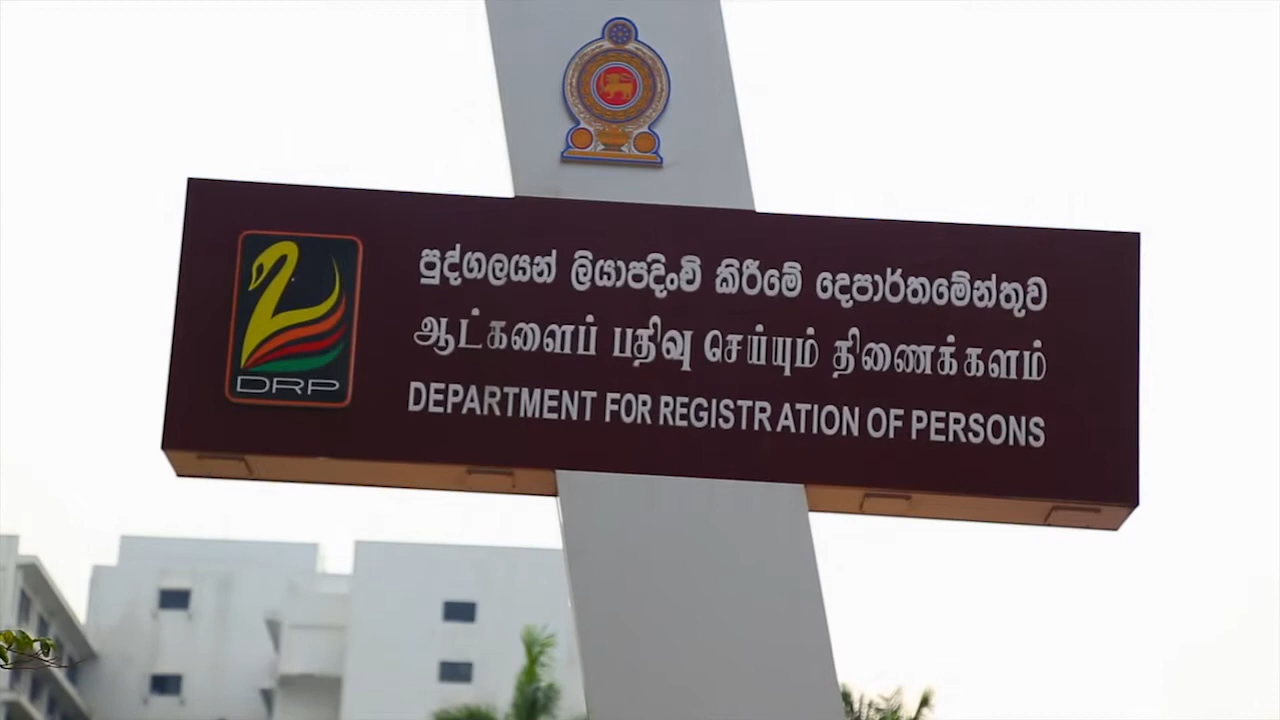 පුද්ගලයන් ලියාපදිංචි කිරීමේ දෙපාර්තමේන්තුව
ஆட்களைப் பதிவு செய்யும் திணைக்களம்
DEPARTMENT FOR REGISTRATION OF PERSONS
DRP